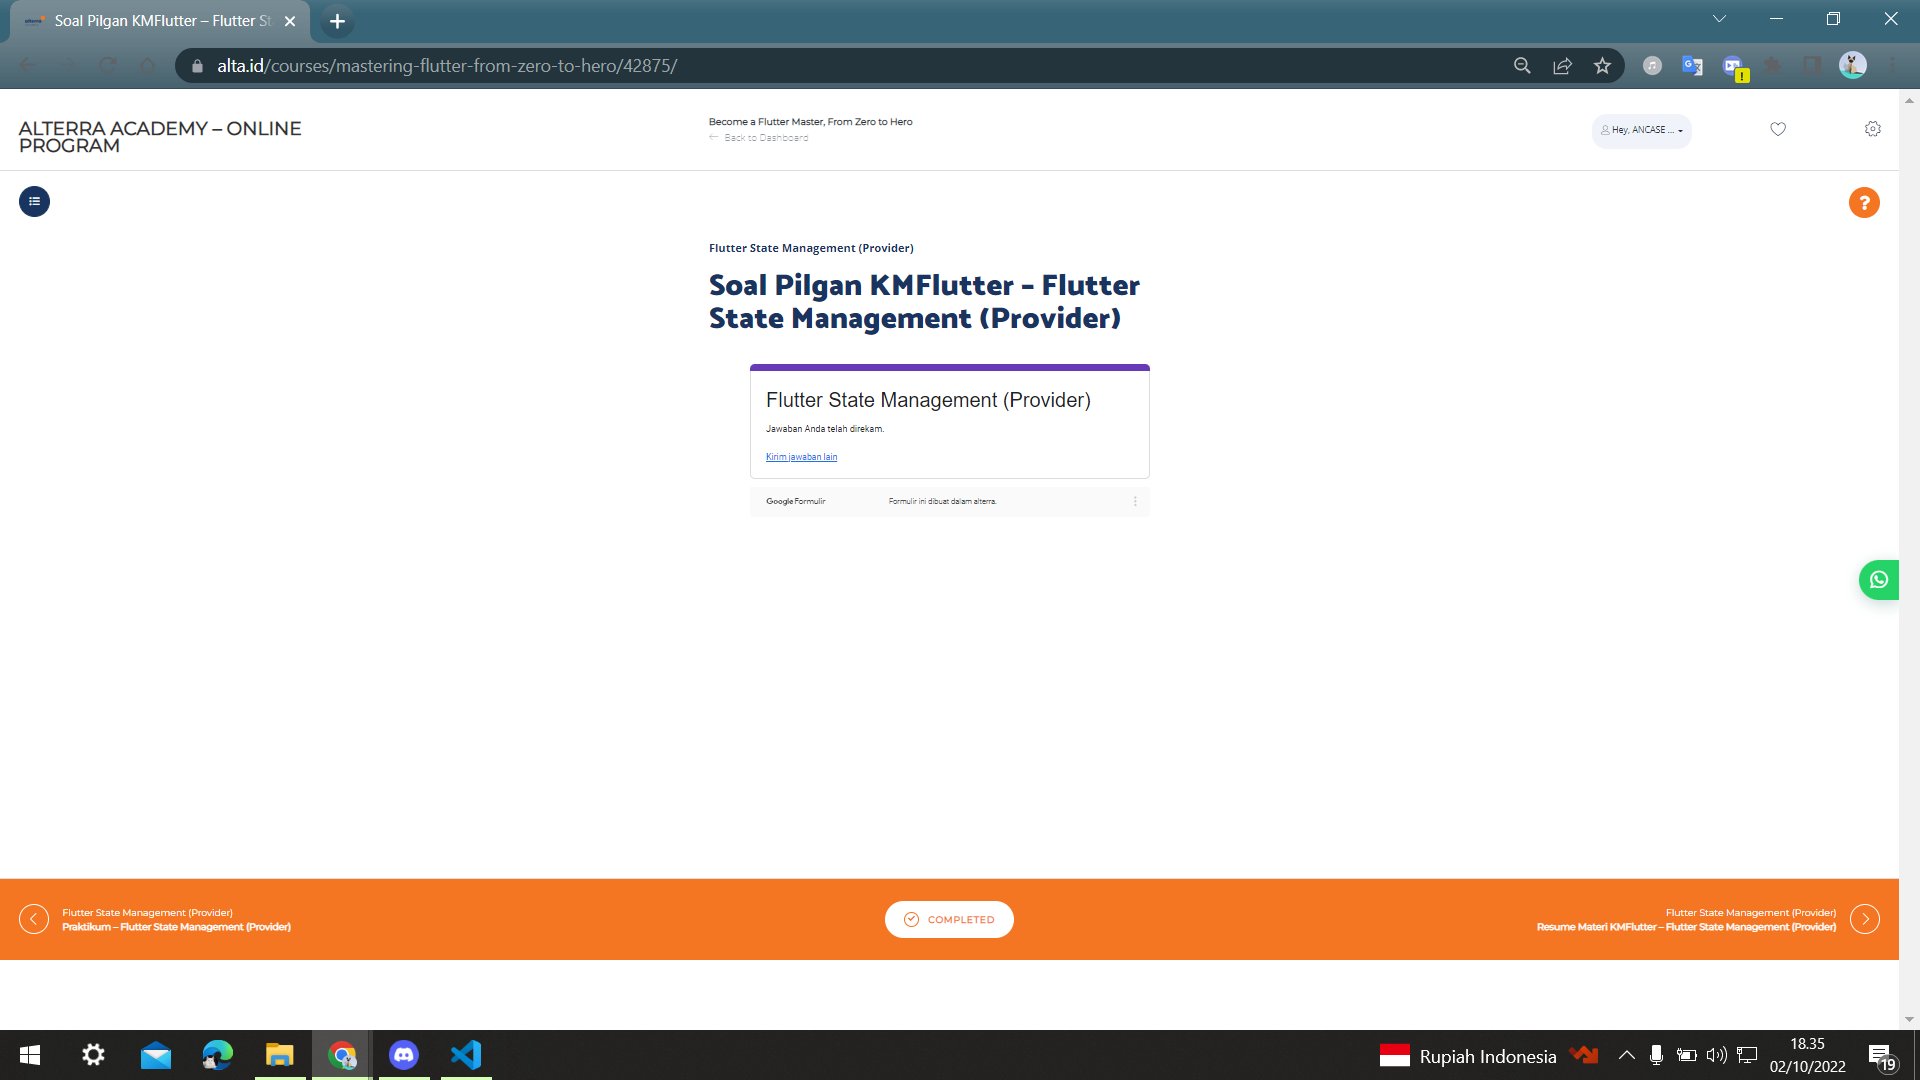 Soal Pilgan KMFlutter – Flutter St
alta.id/courses/mastering-flutter-from-zero-to-hero/42875/
ALTERRA ACADEMY – ONLINE
PROGRAM
Become a Flutter Master, From Zero to Hero
Back to Dashboard
Hey, ANCASE ...
Flutter State Management (Provider)
Soal Pilgan KMFlutter – Flutter
State Management (Provider)
Flutter State Management (Provider)
Jawaban Anda telah direkam.
Kirim jawaban lain
Google Formulir
Formulir ini dibuat dalam alterra.
Flutter State Management (Provider)
Praktikum – Flutter State Management (Provider)
COMPLETED
Flutter State Management (Provider)
Resume Materi KMFlutter – Flutter State Management (Provider)
Rupiah Indonesia
18.35
02/10/2022
19